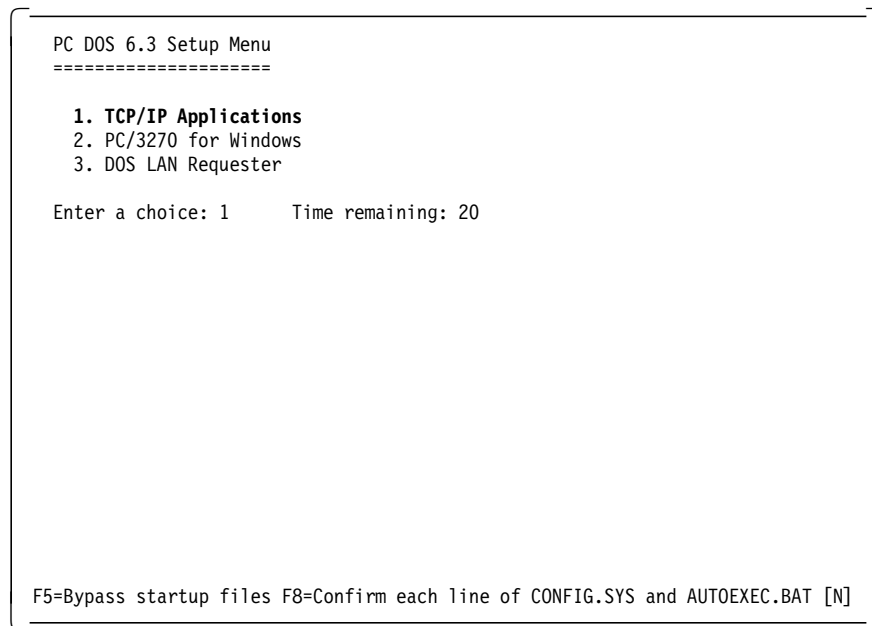 PC DOS 6.3 Setup Menu
=====================
1. TCP/IP Applications
2. PC/3270 for Windows
3. DOS LAN Requester
Enter a choice: 1 Time remaining: 20
F5=Bypass startup files F8=Confirm each line of CONFIG.SYS and AUTOEXEC.BAT [N]